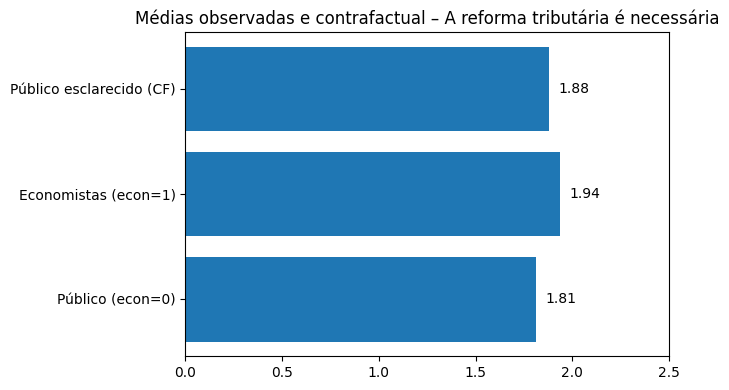 Médias observadas e contrafactual – A reforma tributária é necessária
Público esclarecido (CF)
1.88
Economistas (econ=1)
1.94
Público (econ=0)
1.81
0.0 0.5 1.0 1.5 2.0 2.5